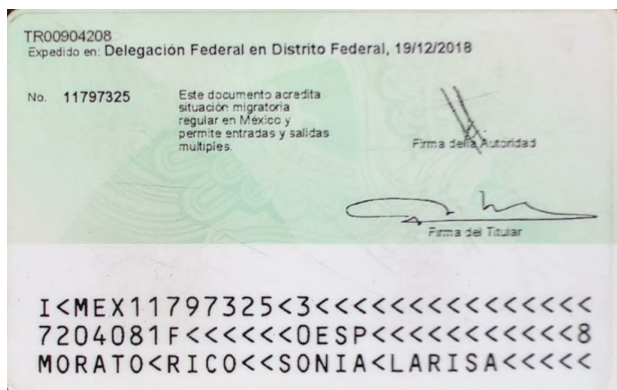 TR00904208
Expedido en: Delegación Federal en Distrito Federal, 19/12/2018
No. 11797325
Este documento acredita
situación migratoria
regular en México y
permite entradas y salidas
multiples.
Firma de la Autoridad
Firma del Titular
I<MEX11797325<3<<<<<<<<<<<<<<<
7204081F<<<<<<0ESP<<<<<<<<<<<8
MORATO<RICO<<SONIA<LARISA<<<<<